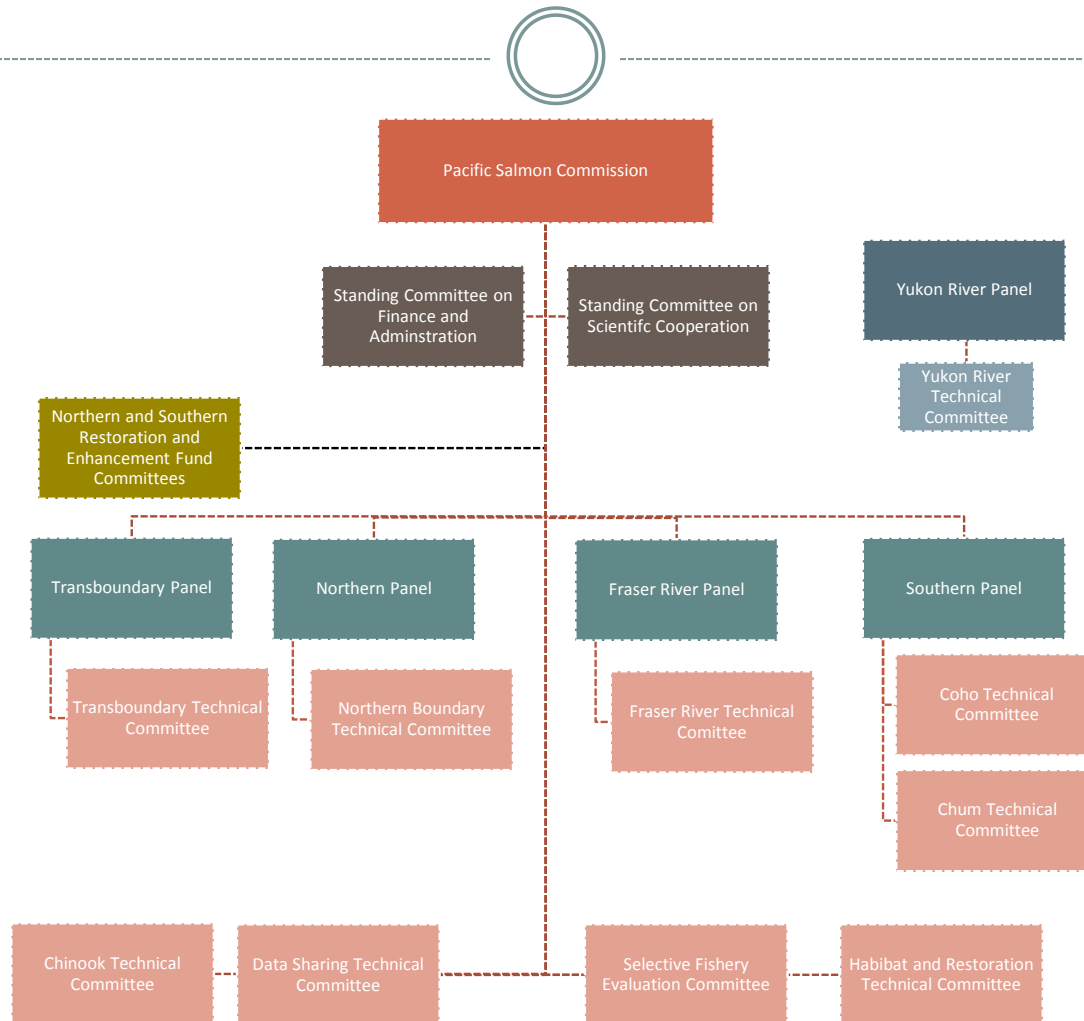 Pacific Salmon Commission
Standing Committee on
Finance and
Adminstration
Standing Committee on
Scientifc Cooperation
Yukon River Panel
Yukon River
Technical
Committee
Northern and Southern
Restoration and
Enhancement Fund
Committees
Transboundary Panel
Northern Panel
Fraser River Panel
Southern Panel
Transboundary Technical
Committee
Northern Boundary
Technical Committee
Fraser River Technical
Comittee
Coho Technical
Committee
Chum Technical
Committee
Chinook Technical
Committee
Data Sharing Technical
Committee
Selective Fishery
Evaluation Committee
Habibat and Restoration
Technical Committee